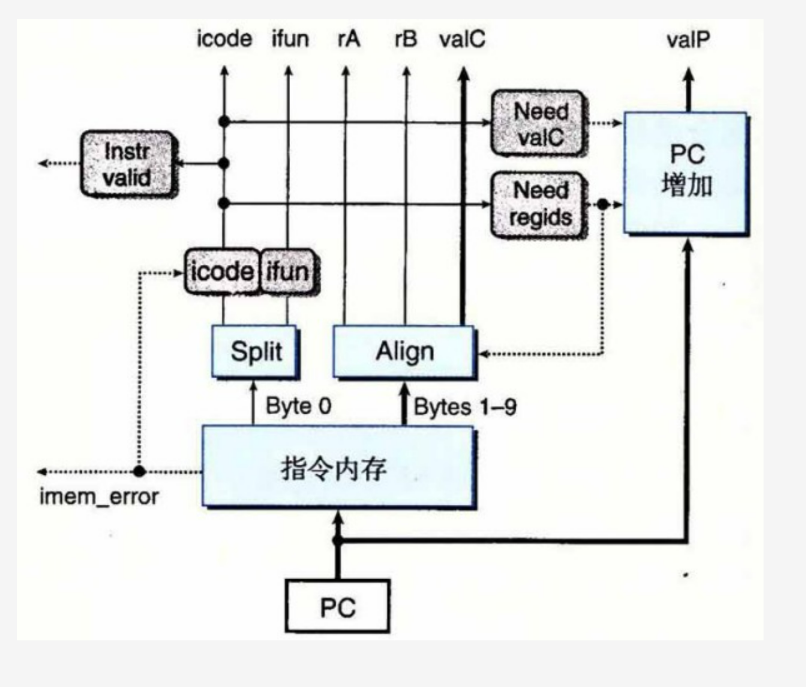 icode ifun rA rB valC valP
Need
valC
Instr
valid
PC
增加
Need
regids
icode ifun
Split
Align
Byte 0
Bytes 1–9
指令内存
imem_error
PC